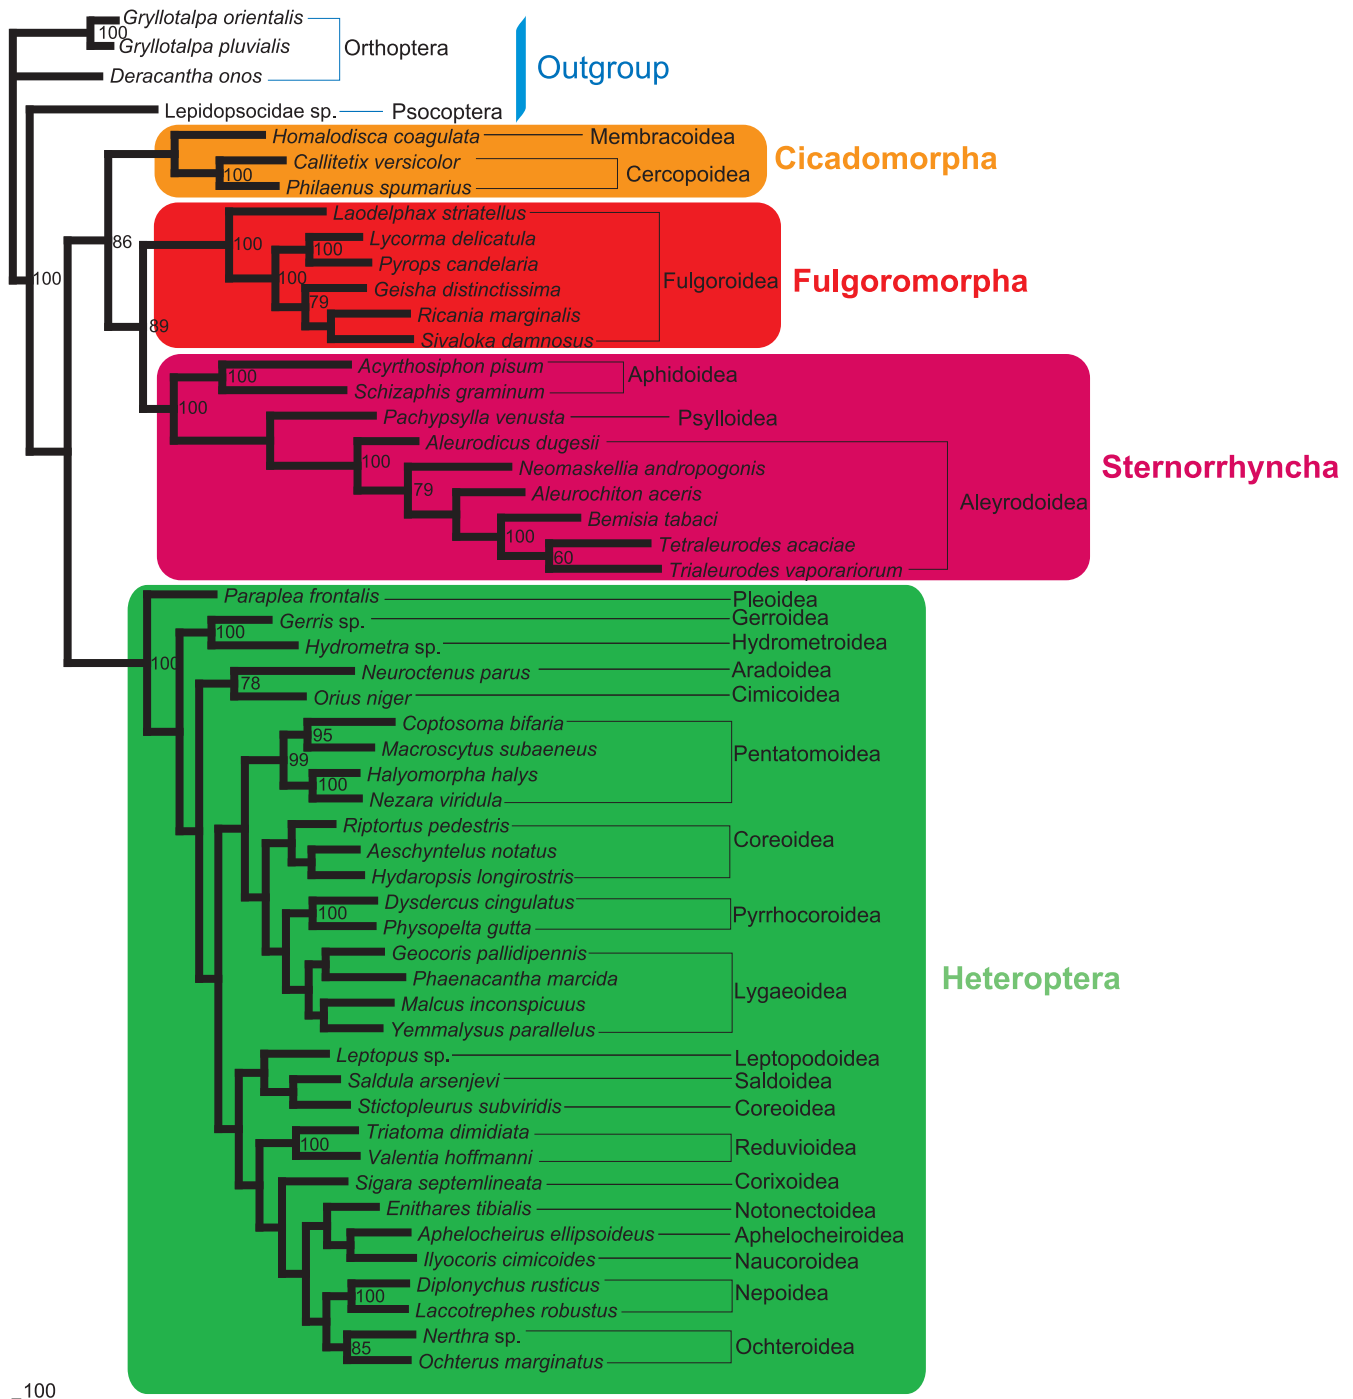 Gryllotalpa orientalis
100
Gryllotalpa pluvialis
Orthoptera
Deracantha onos
Outgroup
Lepidopsocidae sp.
Psocoptera
Homalodisca coagulata
Membracoidea
Callitetix versicolor
100
Philaenus spumarius
Cercopoidea
Cicadomorpha
86
Laodelphax striatellus
100
Lycorma delicatula
100
Pyrops candelaria
100
Geisha distinctissima
79
Ricania marginalis
Sivaloka damnosus
Fulgoroidea
Fulgoromorpha
100
89
Acyrthosiphon pisum
100
Schizaphis graminum
Aphidoidea
100
Pachypsylla venusta
Psylloidea
Aleurodicus dugesii
100
Neomaskellia andropogonis
79
Aleurochiton aceris
Bemisia tabaci
100
Tetraleurodes acaciae
60
Trialeurodes vaporariorum
Aleyrodoidea
Sternorrhyncha
Paraplea frontalis
Pleoidea
Gerris sp.
Gerroidea
100
Hydrometra sp.
Hydrometroidea
100
Neuroctenus parus
Aradoidea
78
Orius niger
Cimicoidea
Coptosoma bifaria
95
Macroscytus subaeneus
99
Halyomorpha halys
100
Nezara viridula
Pentatomoidea
Riptortus pedestris
Aeschyntelus notatus
Hydaropsis longirostris
Coreoidea
Dysdercus cingulatus
100
Physopelta gutta
Pyrrhocoroidea
Geocoris pallidipennis
Phaenacantha marcida
Malcus inconspicuus
Yemmalysus parallelus
Lygaeoidea
Heteroptera
Leptopus sp.
Leptopodoidea
Saldula arsenjevi
Saldoidea
Stictopleurus subviridis
Coreoidea
Triatoma dimidiata
100
Valentia hoffmanni
Reduvioidea
Sigara septemlineata
Corixoidea
Enithares tibialis
Notonectoidea
Aphelocheirus ellipsoideus
Aphelocheiroidea
Ilyocoris cimicoides
Naucoroidea
Diplonychus rusticus
100
Laccotrephes robustus
Nepoidea
Nerthra sp.
85
Ochterus marginatus
Ochteroidea
100